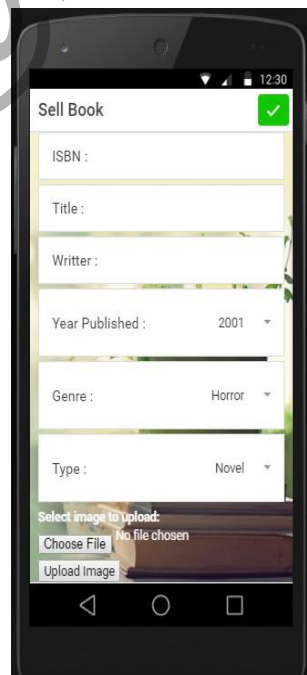 12:30
Sell Book
ISBN :
Title :
Writter :
Year Published : 2001
Genre : Horror
Type : Novel
Select image to upload:
Choose File No file chosen
Upload Image